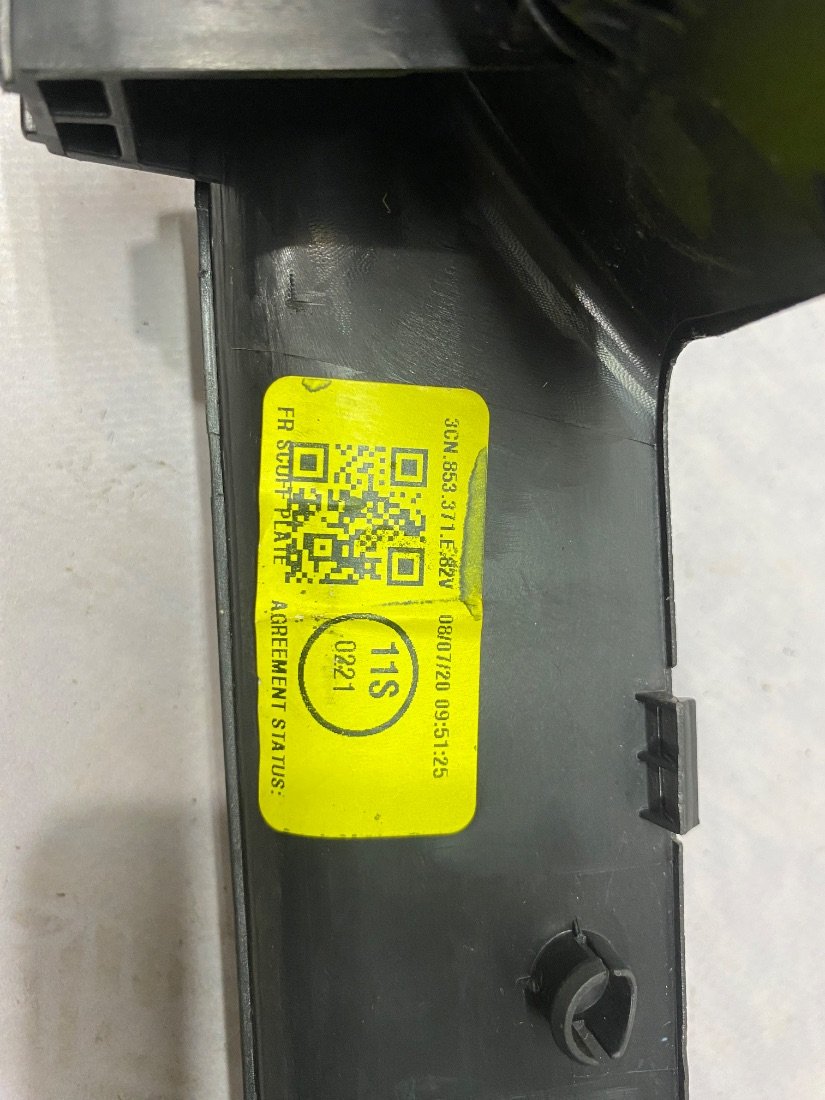 3CN.853.371.F.82V 08/07/20 09:51:25
11S
0221
FR SCUFF PLATE AGREEMENT STATUS: